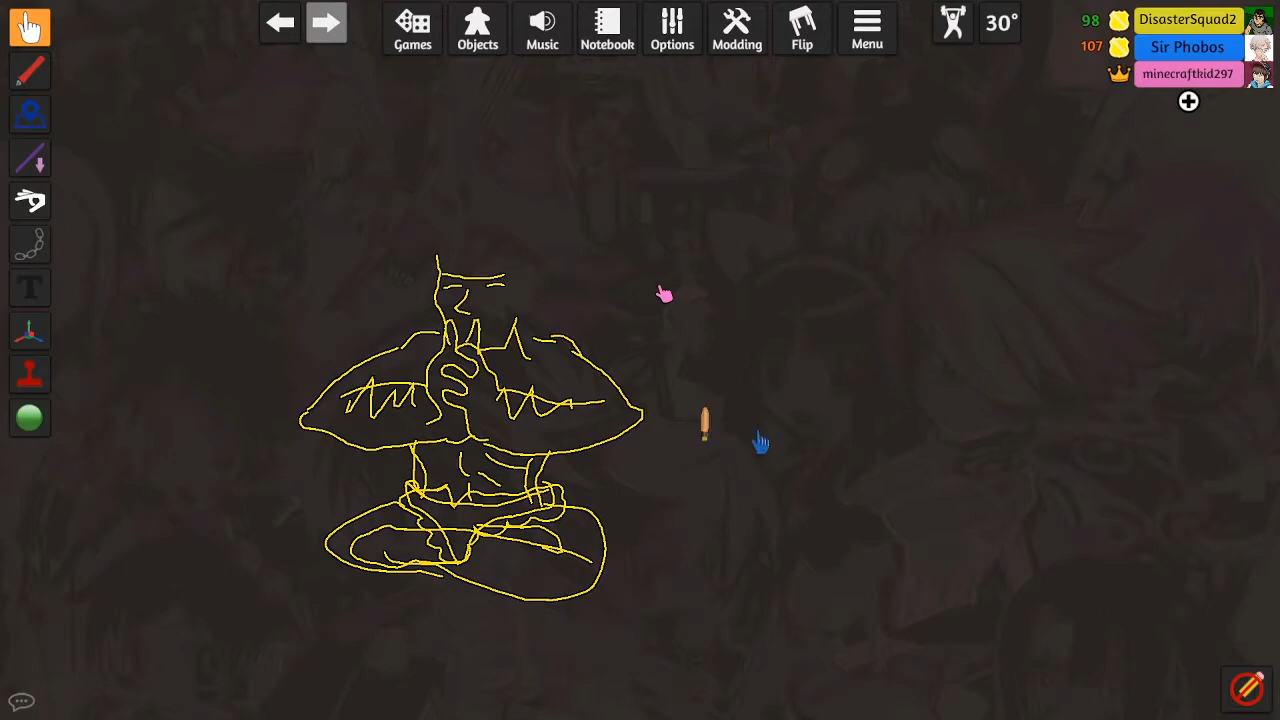 Games Objects Music Notebook Options Modding Flip Menu 30°
98 DisasterSquad2
107 Sir Phobos
minecraftkid297
T